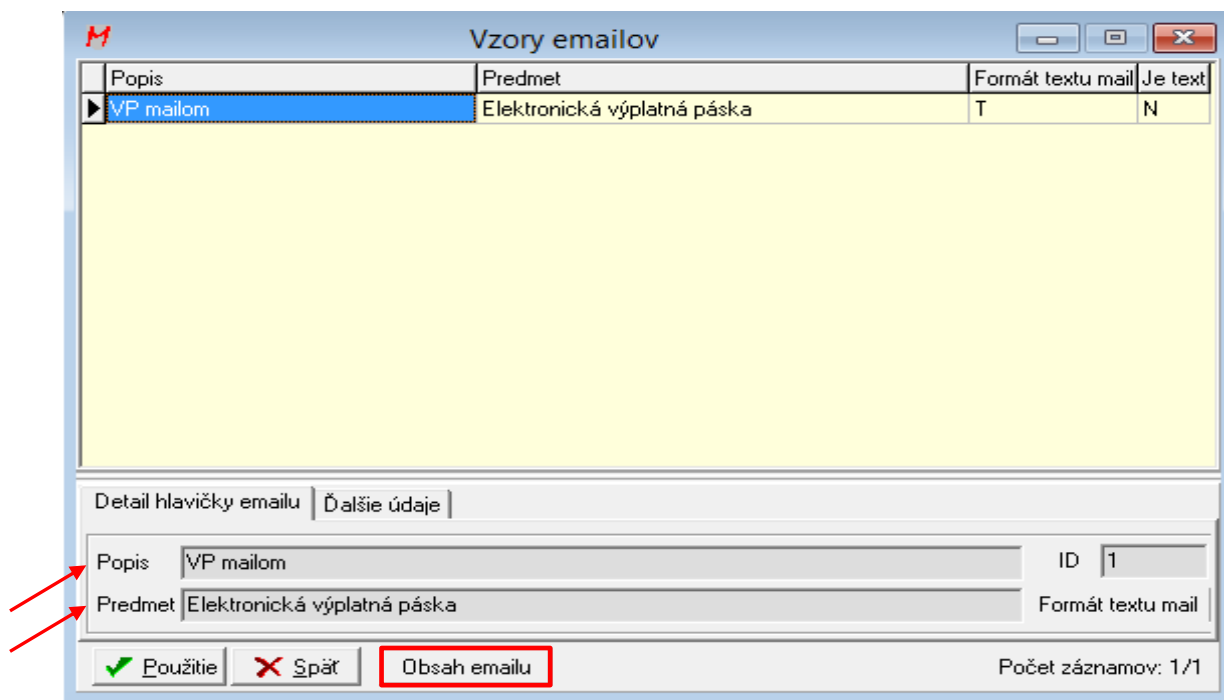 Vzory emailov
Popis Predmet Formát textu mail Je text
VP mailom Elektronická výplatná páska T N
Detail hlavičky emailu Ďalšie údaje
Popis VP mailom ID 1
Predmet Elektronická výplatná páska Formát textu mail
Použitie Späť Obsah emailu Počet záznamov: 1/1